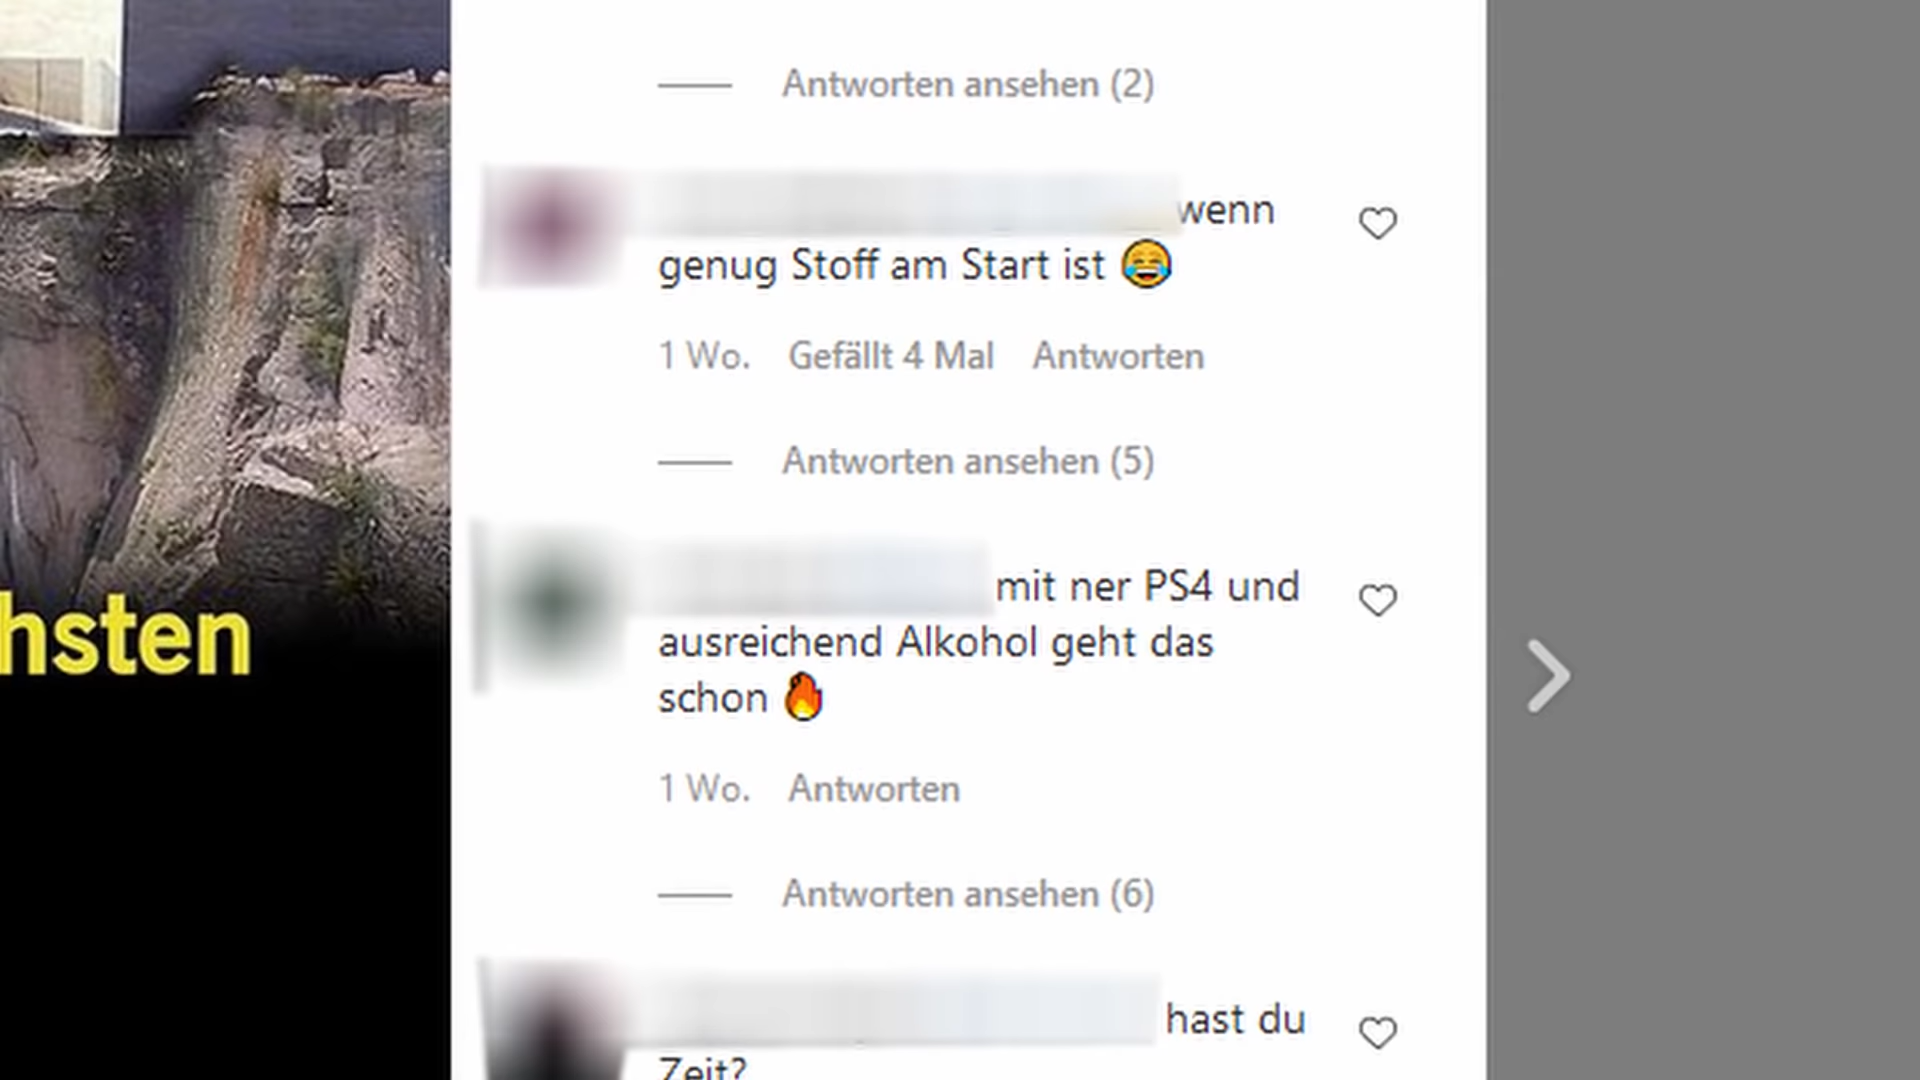 Antworten ansehen (2)
wenn
genug Stoff am Start ist 😂
1 Wo. Gefällt 4 Mal Antworten
Antworten ansehen (5)
mit ner PS4 und
ausreichend Alkohol geht das
schon 🔥
1 Wo. Antworten
Antworten ansehen (6)
hast du
Zeit?
hsten